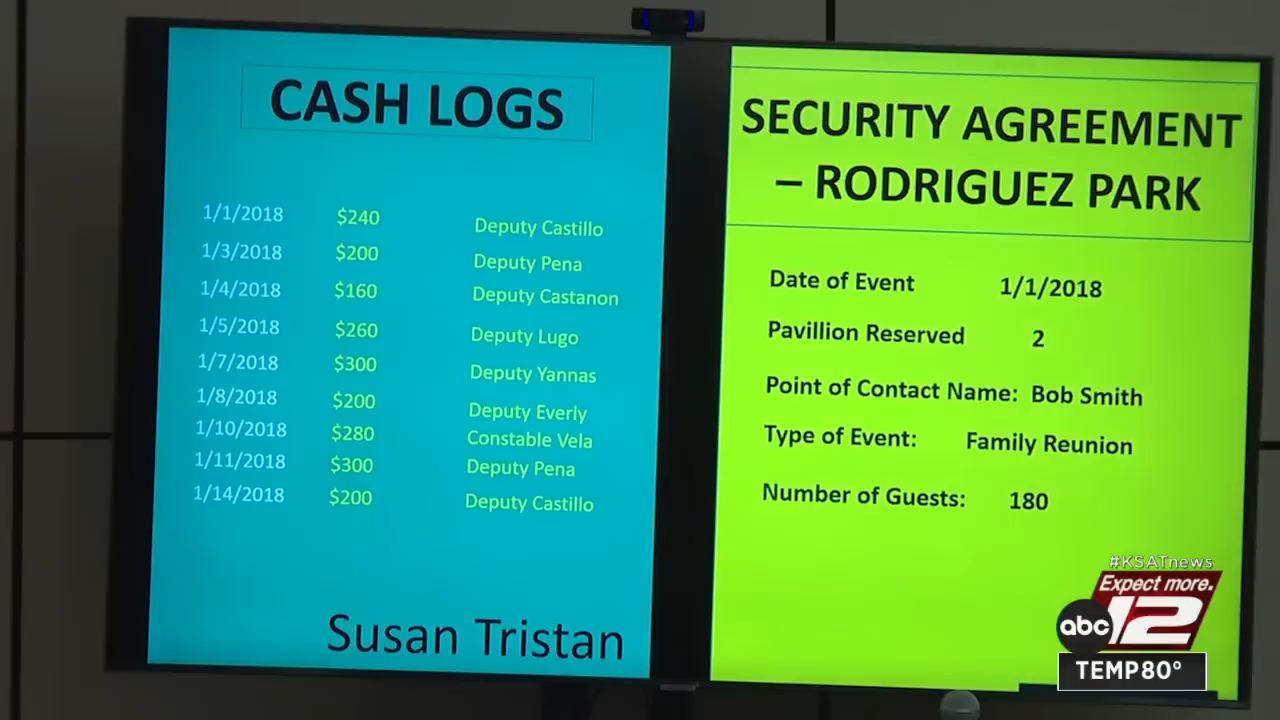 CASH LOGS
1/1/2018 $240 Deputy Castillo
1/3/2018 $200 Deputy Pena
1/4/2018 $160 Deputy Castanon
1/5/2018 $260 Deputy Lugo
1/7/2018 $300 Deputy Yannas
1/8/2018 $200 Deputy Everly
1/10/2018 $280 Constable Vela
1/11/2018 $300 Deputy Pena
1/14/2018 $200 Deputy Castillo
Susan Tristan
SECURITY AGREEMENT
– RODRIGUEZ PARK
Date of Event 1/1/2018
Pavillion Reserved 2
Point of Contact Name: Bob Smith
Type of Event: Family Reunion
Number of Guests: 180
#KSATnews
Expect more.
abc 12
TEMP80°